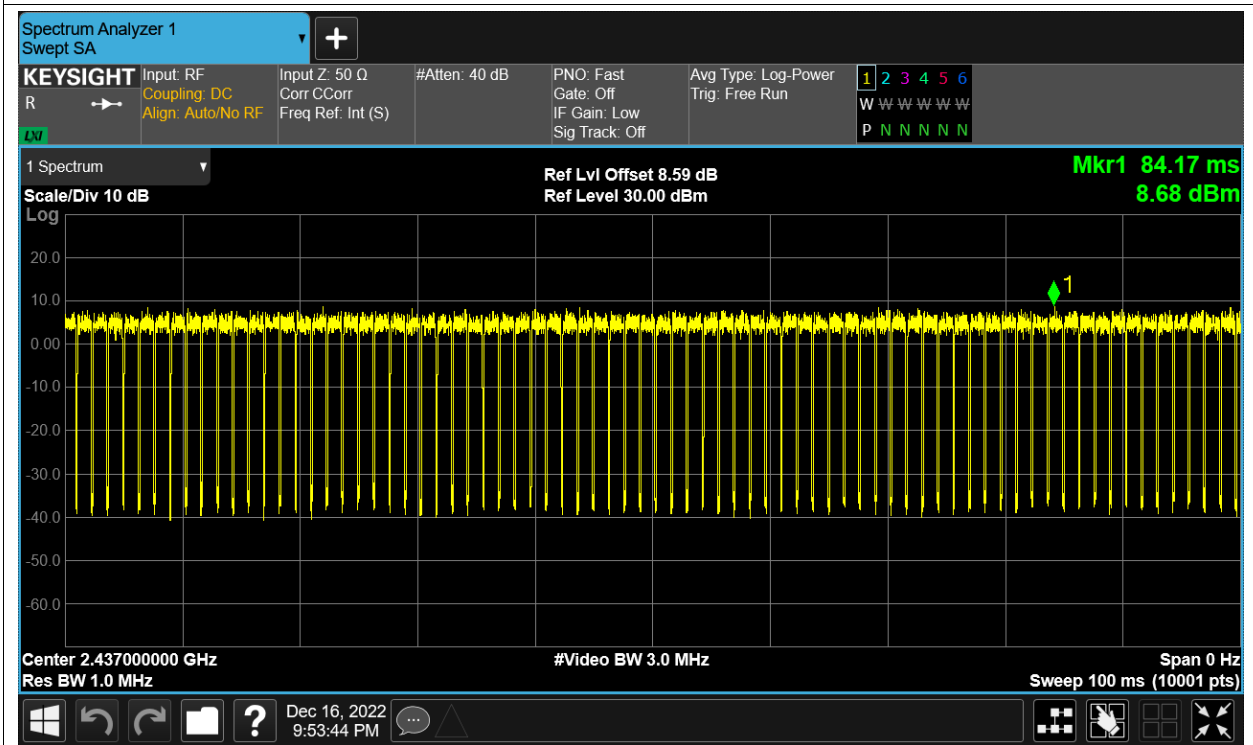 Spectrum Analyzer 1
Swept SA
KEYSIGHT
R
LXI
Input: RF
Coupling: DC
Align: Auto/No RF
Input Z: 50 Ω
Corr CCorr
Freq Ref: Int (S)
#Atten: 40 dB
PNO: Fast
Gate: Off
IF Gain: Low
Sig Track: Off
Avg Type: Log-Power
Trig: Free Run
1 2 3 4 5 6
W W W W W W
P N N N N N
1 Spectrum
Scale/Div 10 dB
Log
Ref Lvl Offset 8.59 dB
Ref Level 30.00 dBm
Mkr1 84.17 ms
8.68 dBm
1
20.0
10.0
0.00
-10.0
-20.0
-30.0
-40.0
-50.0
-60.0
Center 2.437000000 GHz
Res BW 1.0 MHz
#Video BW 3.0 MHz
Span 0 Hz
Sweep 100 ms (10001 pts)
?
Dec 16, 2022
9:53:44 PM